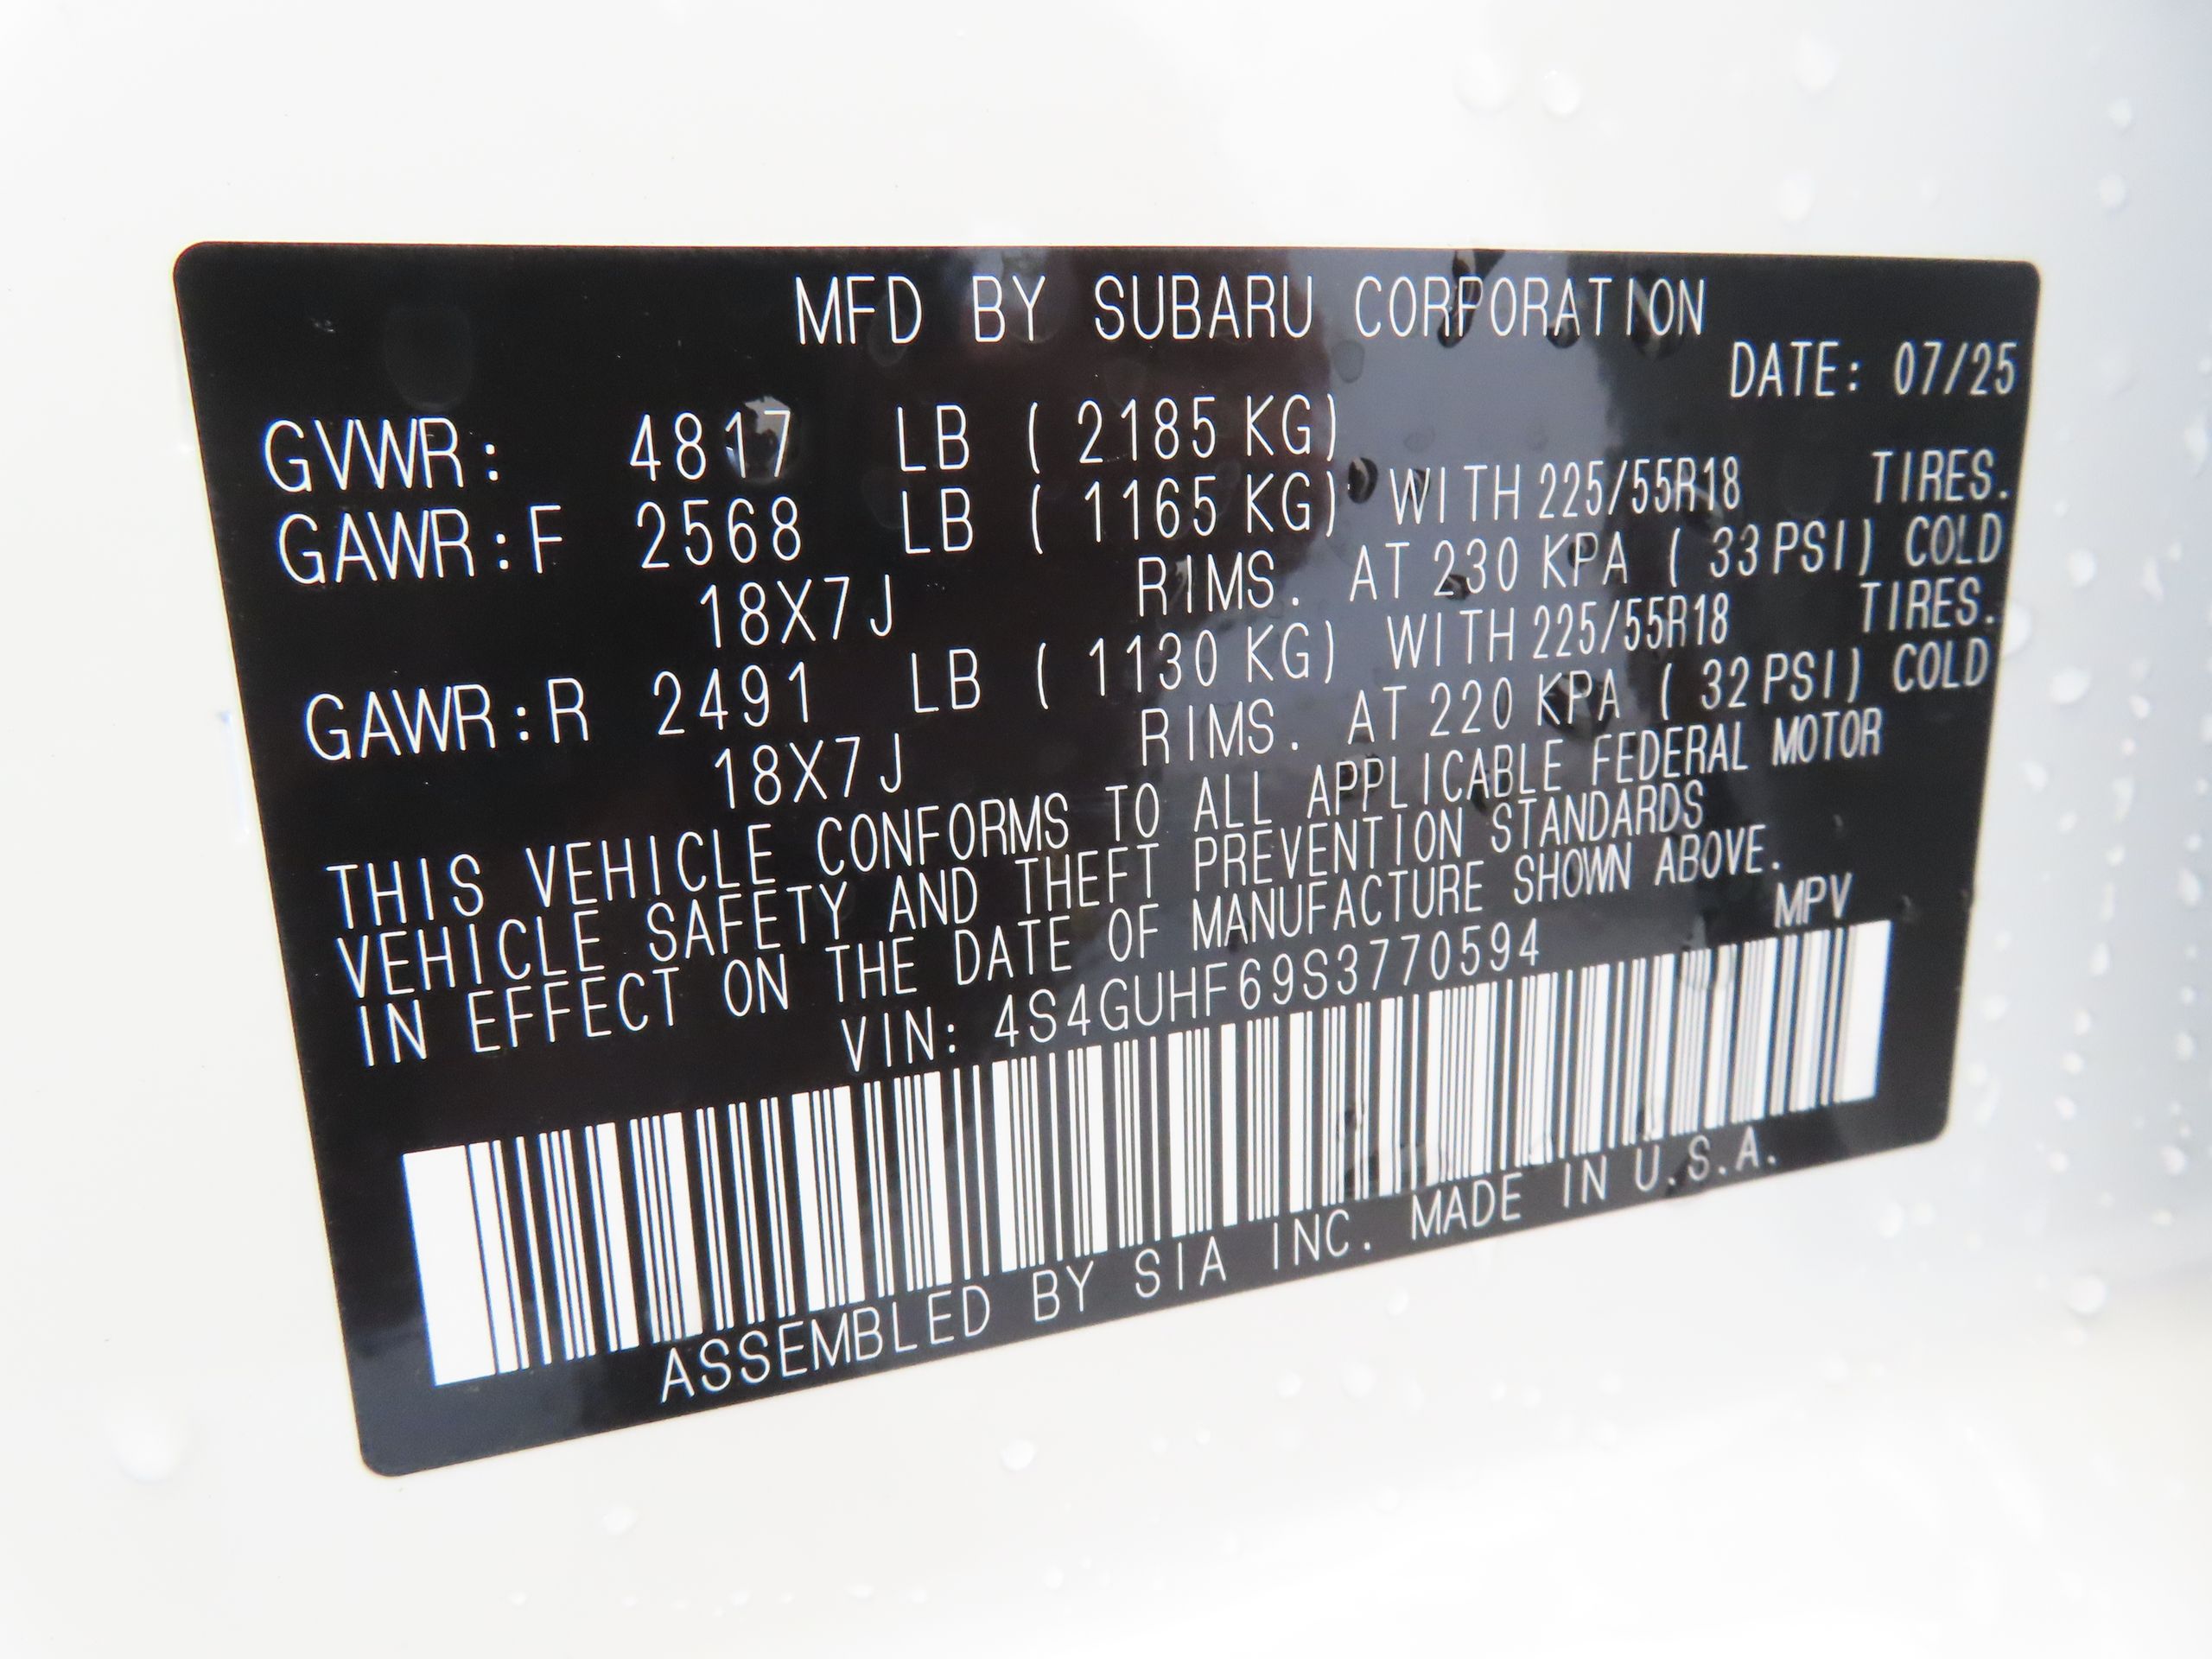 MFD BY SUBARU CORPORATION
DATE: 07/25
GVWR: 4817 LB ( 2185 KG)
GAWR:F 2568 LB ( 1165 KG) WITH 225/55R18 TIRES.
18X7J RIMS. AT 230 KPA ( 33 PSI) COLD
GAWR:R 2491 LB ( 1130 KG) WITH 225/55R18 TIRES.
18X7J RIMS. AT 220 KPA ( 32 PSI) COLD
THIS VEHICLE CONFORMS TO ALL APPLICABLE FEDERAL MOTOR
VEHICLE SAFETY AND THEFT PREVENTION STANDARDS
IN EFFECT ON THE DATE OF MANUFACTURE SHOWN ABOVE.
VIN: 4S4GUHF69S3770594 MPV
ASSEMBLED BY SIA INC. MADE IN U.S.A.